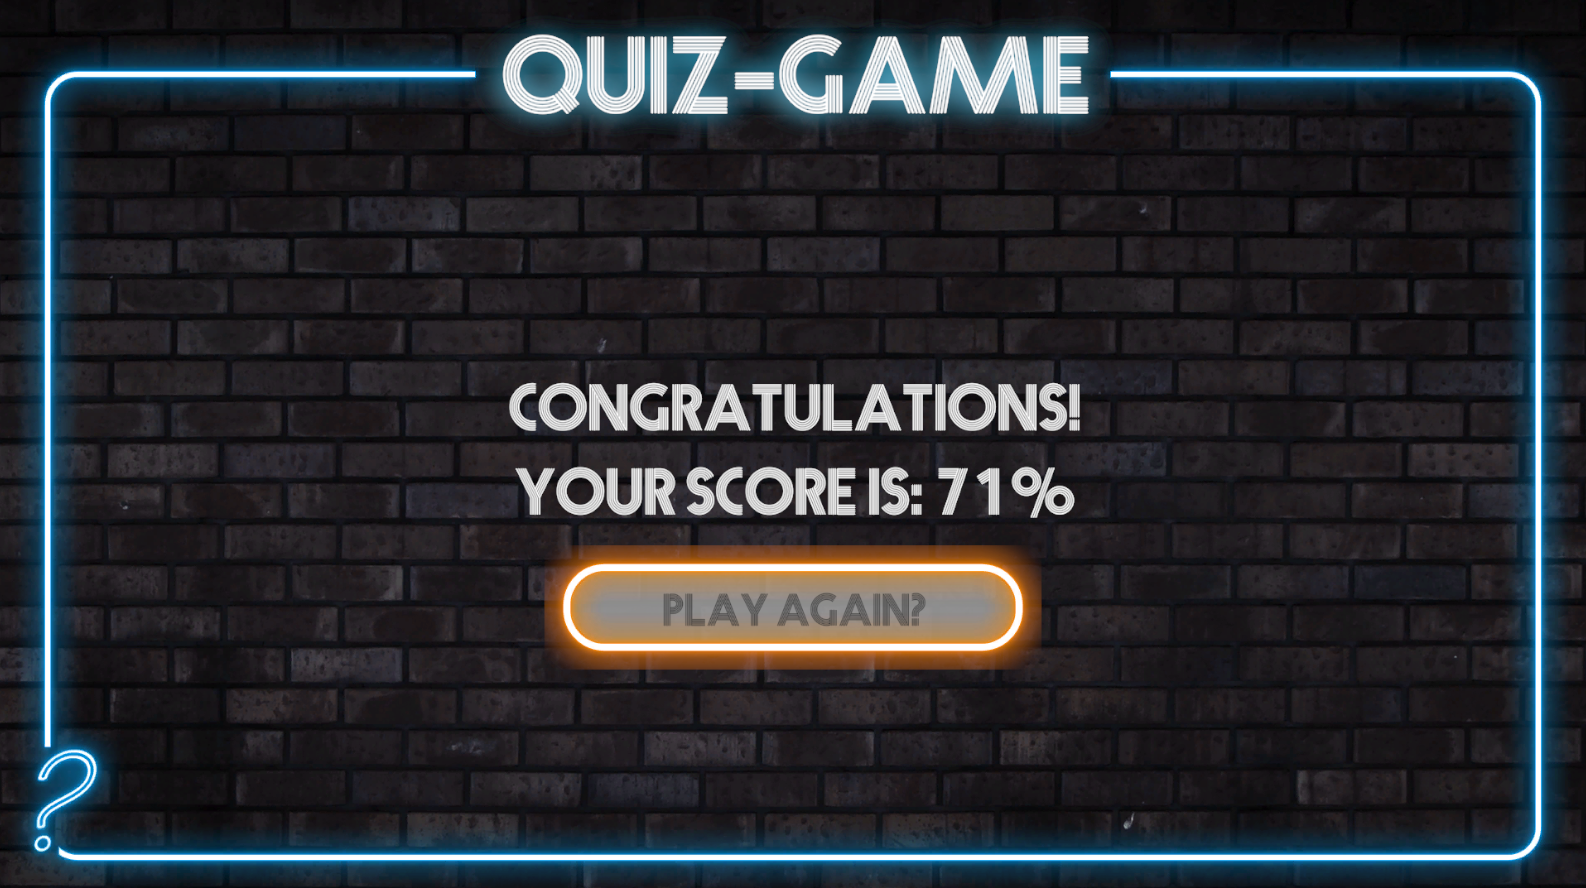 QUIZ-GAME
CONGRATULATIONS!
YOUR SCORE IS: 71%
PLAY AGAIN?
?